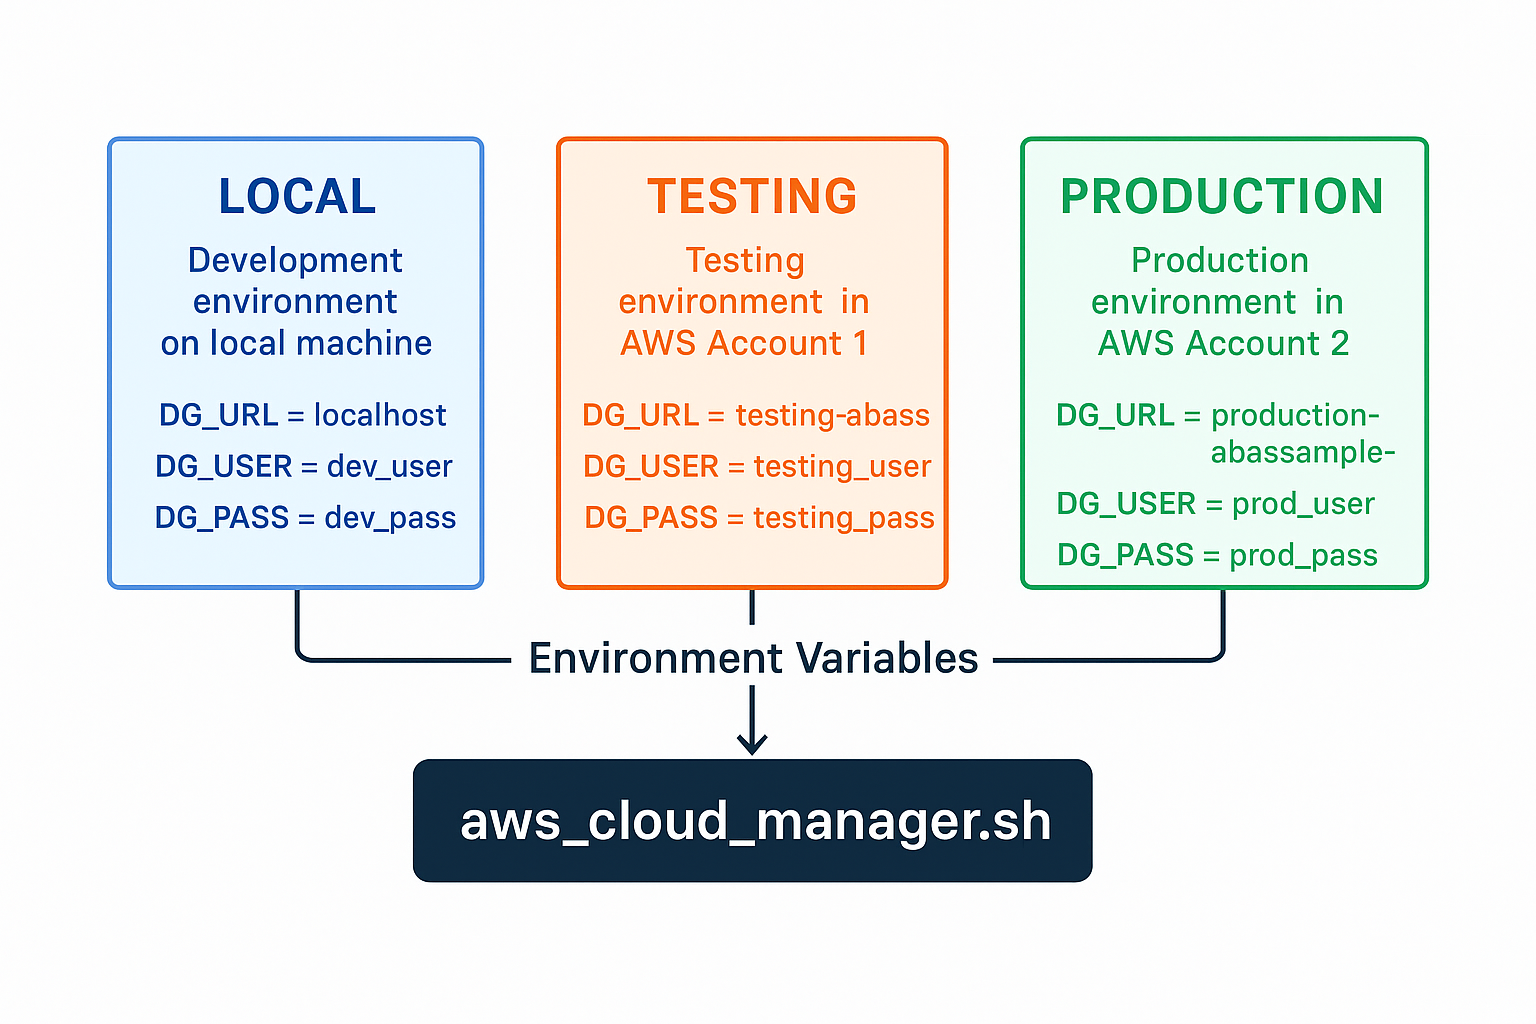 LOCAL
Development
environment
on local machine
DG_URL = localhost
DG_USER = dev_user
DG_PASS = dev_pass
TESTING
Testing
environment in
AWS Account 1
DG_URL = testing-abass
DG_USER = testing_user
DG_PASS = testing_pass
PRODUCTION
Production
environment in
AWS Account 2
DG_URL = production-
abassample-
DG_USER = prod_user
DG_PASS = prod_pass
Environment Variables
aws_cloud_manager.sh